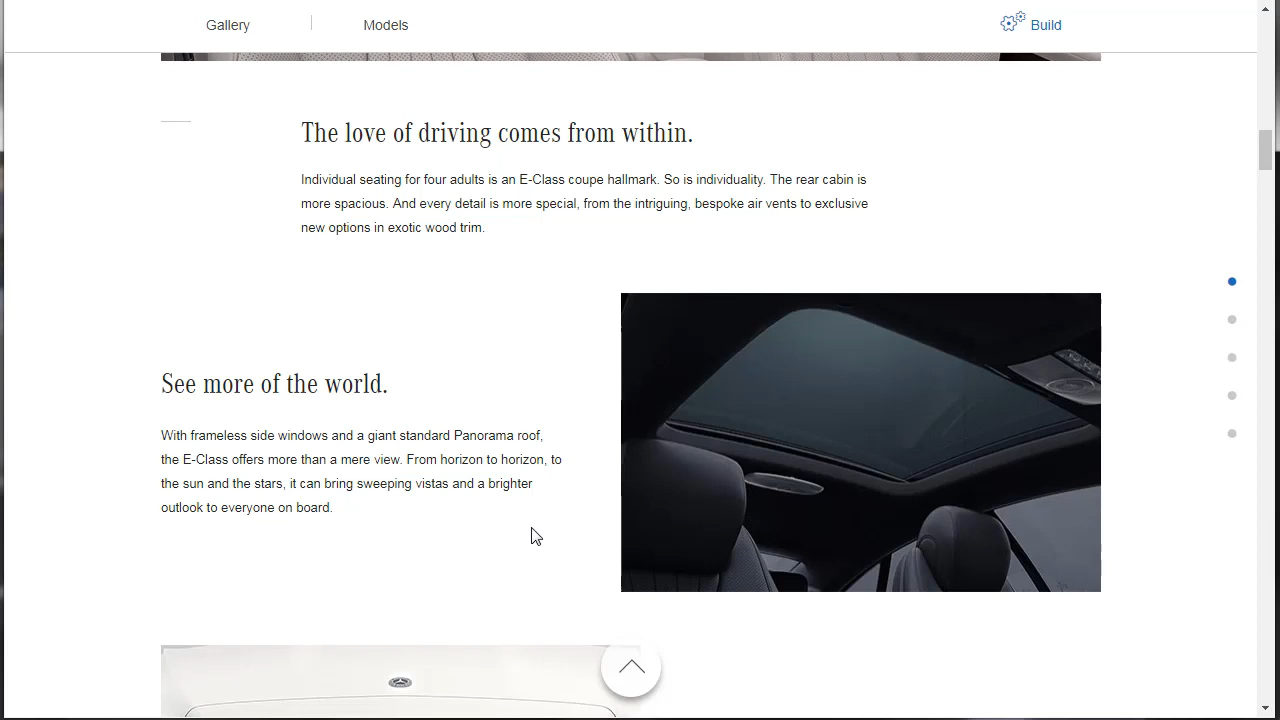 Gallery
Models
Build
The love of driving comes from within.
Individual seating for four adults is an E-Class coupe hallmark. So is individuality. The rear cabin is
more spacious. And every detail is more special, from the intriguing, bespoke air vents to exclusive
new options in exotic wood trim.
See more of the world.
With frameless side windows and a giant standard Panorama roof,
the E-Class offers more than a mere view. From horizon to horizon, to
the sun and the stars, it can bring sweeping vistas and a brighter
outlook to everyone on board.